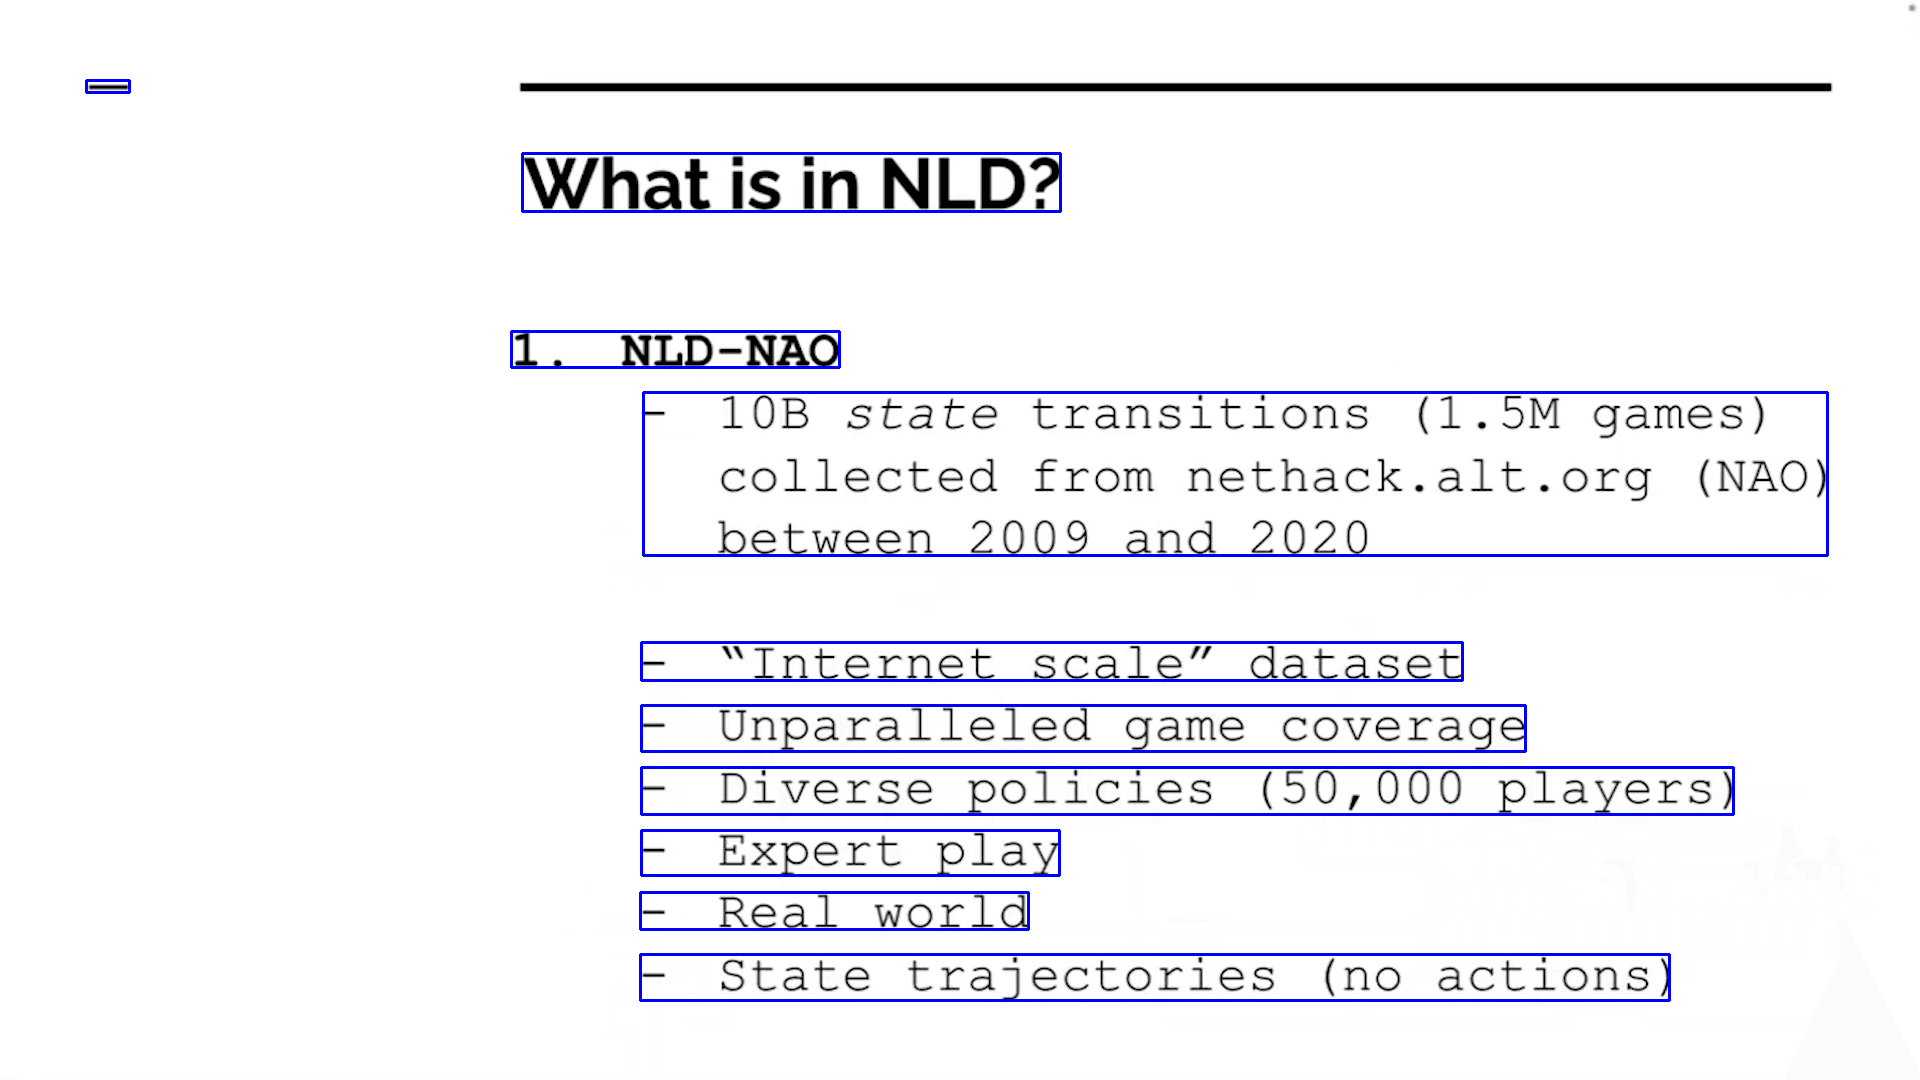 What is in NLD?
1. NLD-NAO
- 10B state transitions (1.5M games)
collected from nethack.alt.org (NAO)
between 2009 and 2020
- “Internet scale” dataset
- Unparalleled game coverage
- Diverse policies (50,000 players)
- Expert play
- Real world
- State trajectories (no actions)